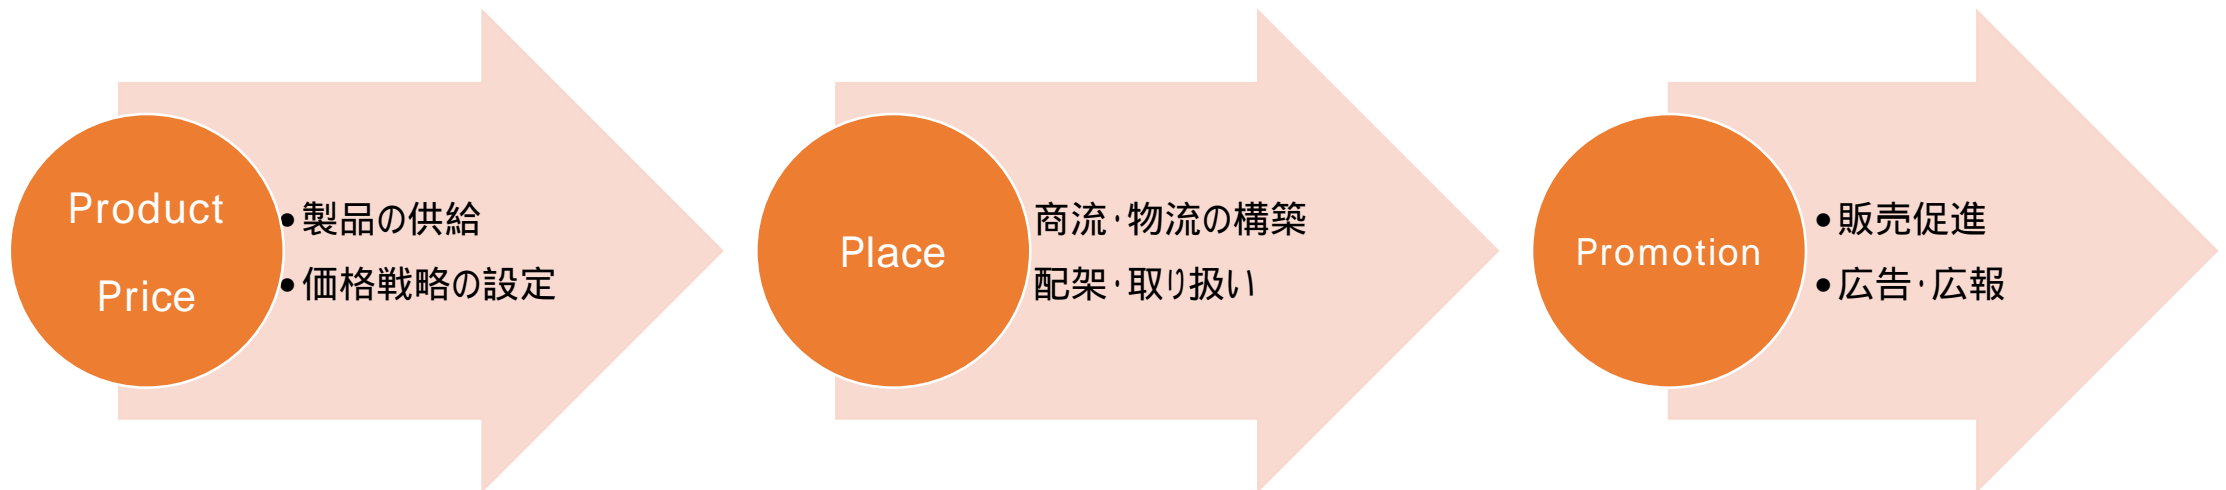 Product
Price
•製品の供給
•価格戦略の設定
Place
商流･物流の構築
配架･取り扱い
Promotion
•販売促進
•広告･広報